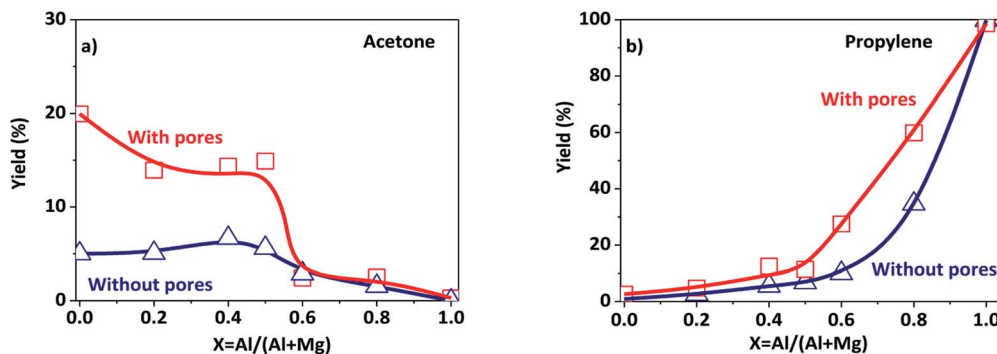 a)
Acetone
With pores
Without pores
Yield (%)
30
20
10
0
0.0 0.2 0.4 0.6 0.8 1.0
X=Al/(Al+Mg)
b)
Propylene
With pores
Without pores
Yield (%)
100
80
60
40
20
0
0.0 0.2 0.4 0.6 0.8 1.0
X=Al/(Al+Mg)